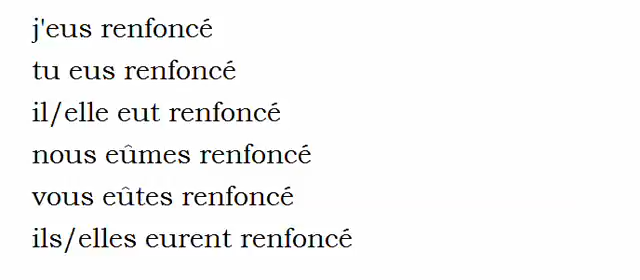 j'eus renfoncé
tu eus renfoncé
il/elle eut renfoncé
nous eûmes renfoncé
vous eûtes renfoncé
ils/elles eurent renfoncé